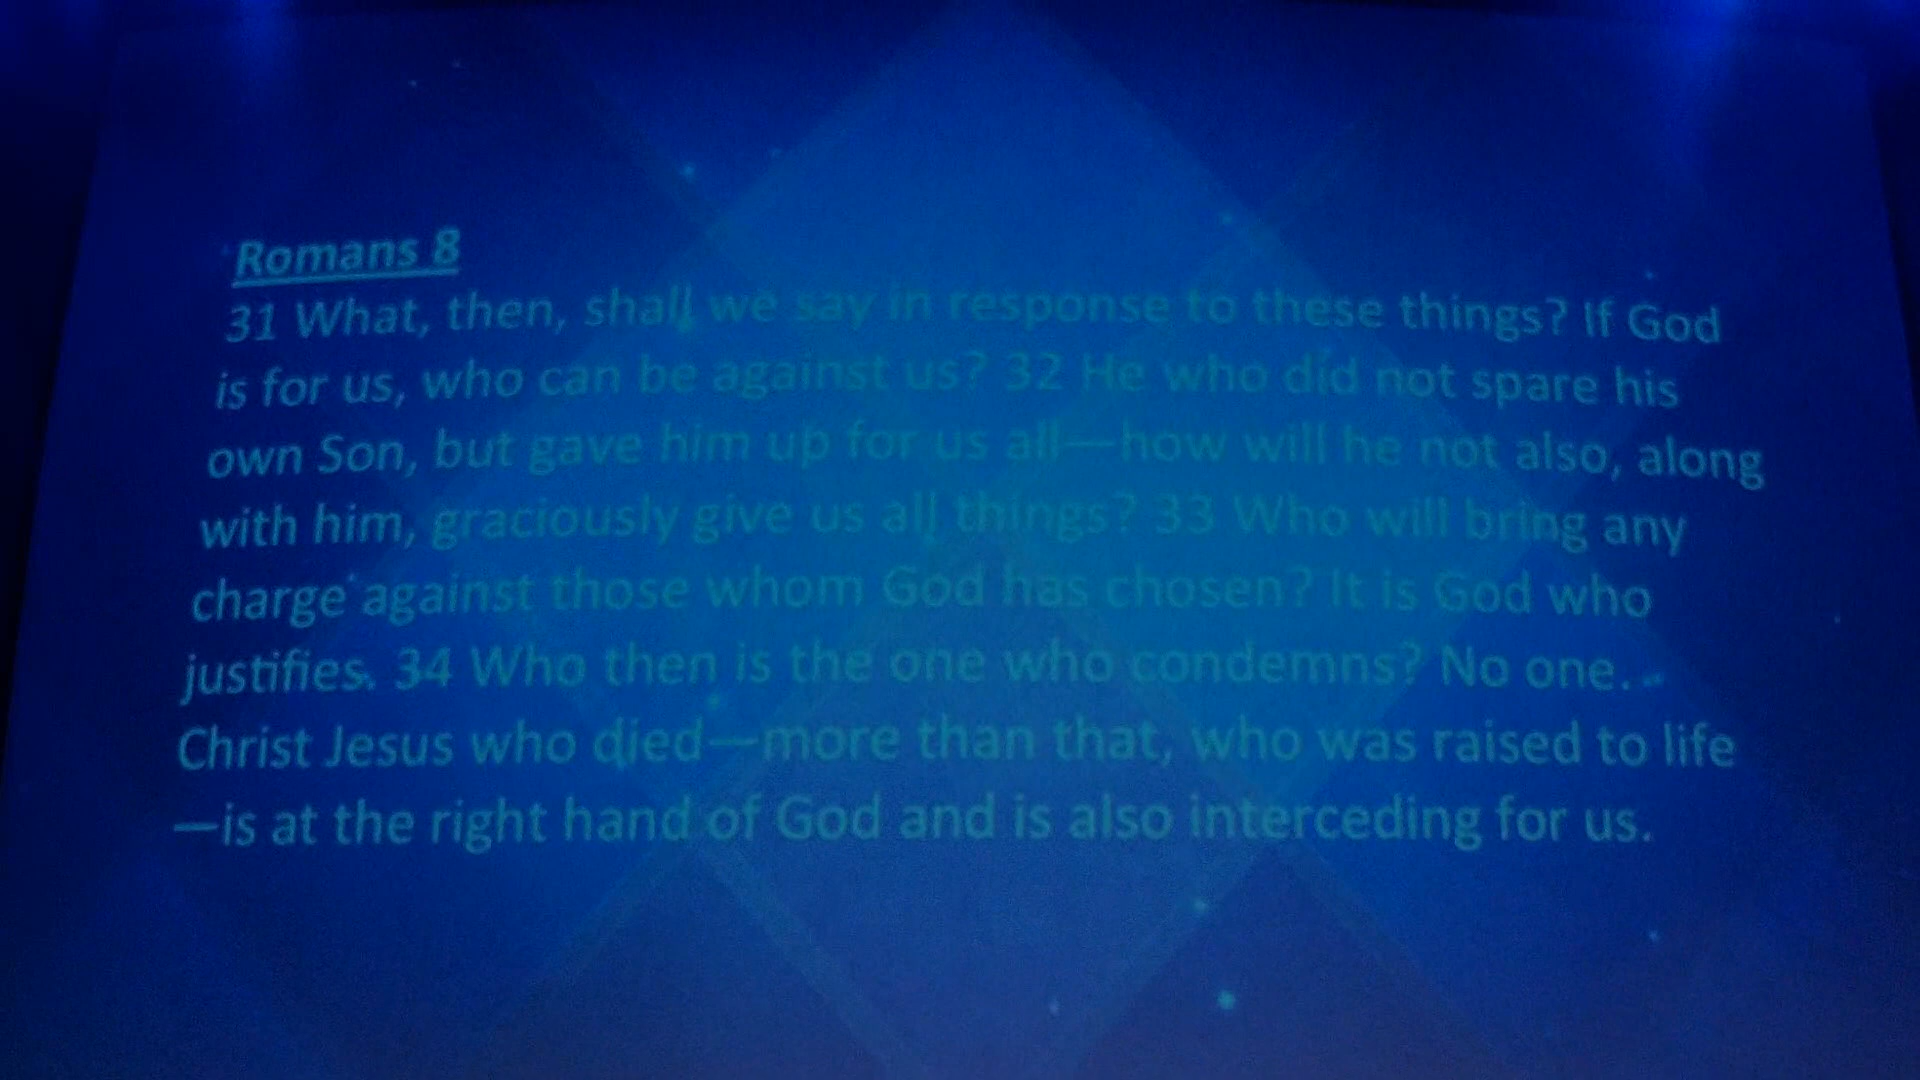 Romans 8
31 What, then, shall we say in response to these things? If God
is for us, who can be against us? 32 He who did not spare his
own Son, but gave him up for us all—how will he not also, along
with him, graciously give us all things? 33 Who will bring any
charge against those whom God has chosen? It is God who
justifies. 34 Who then is the one who condemns? No one.
Christ Jesus who died—more than that, who was raised to life
—is at the right hand of God and is also interceding for us.